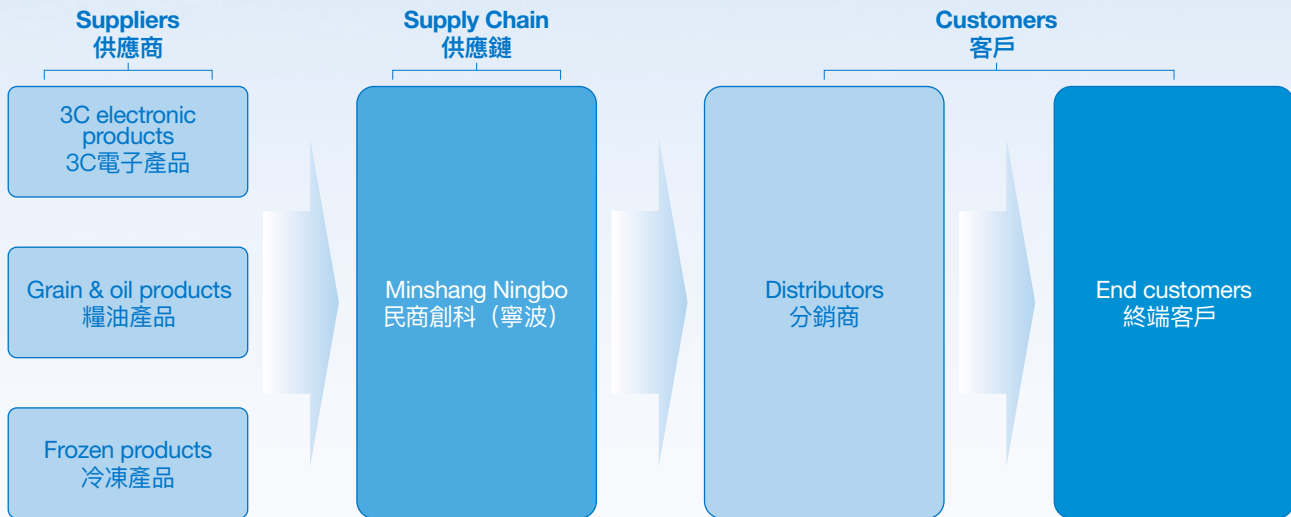 Suppliers
供應商
Supply Chain
供應鏈
Customers
客戶
3C electronic
products
3C電子產品
Grain & oil products
糧油產品
Frozen products
冷凍產品
Minshang Ningbo
民商創科（寧波）
Distributors
分銷商
End customers
終端客戶